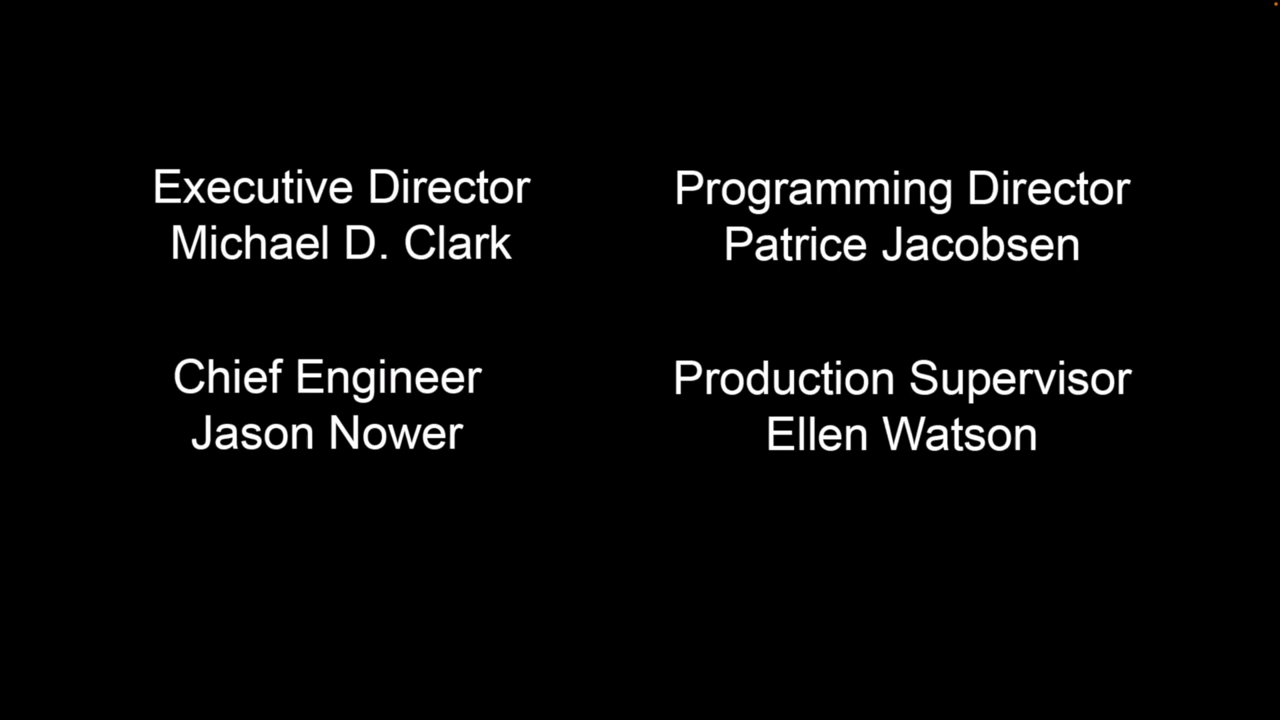 Executive Director
Michael D. Clark
Programming Director
Patrice Jacobsen
Chief Engineer
Jason Nower
Production Supervisor
Ellen Watson